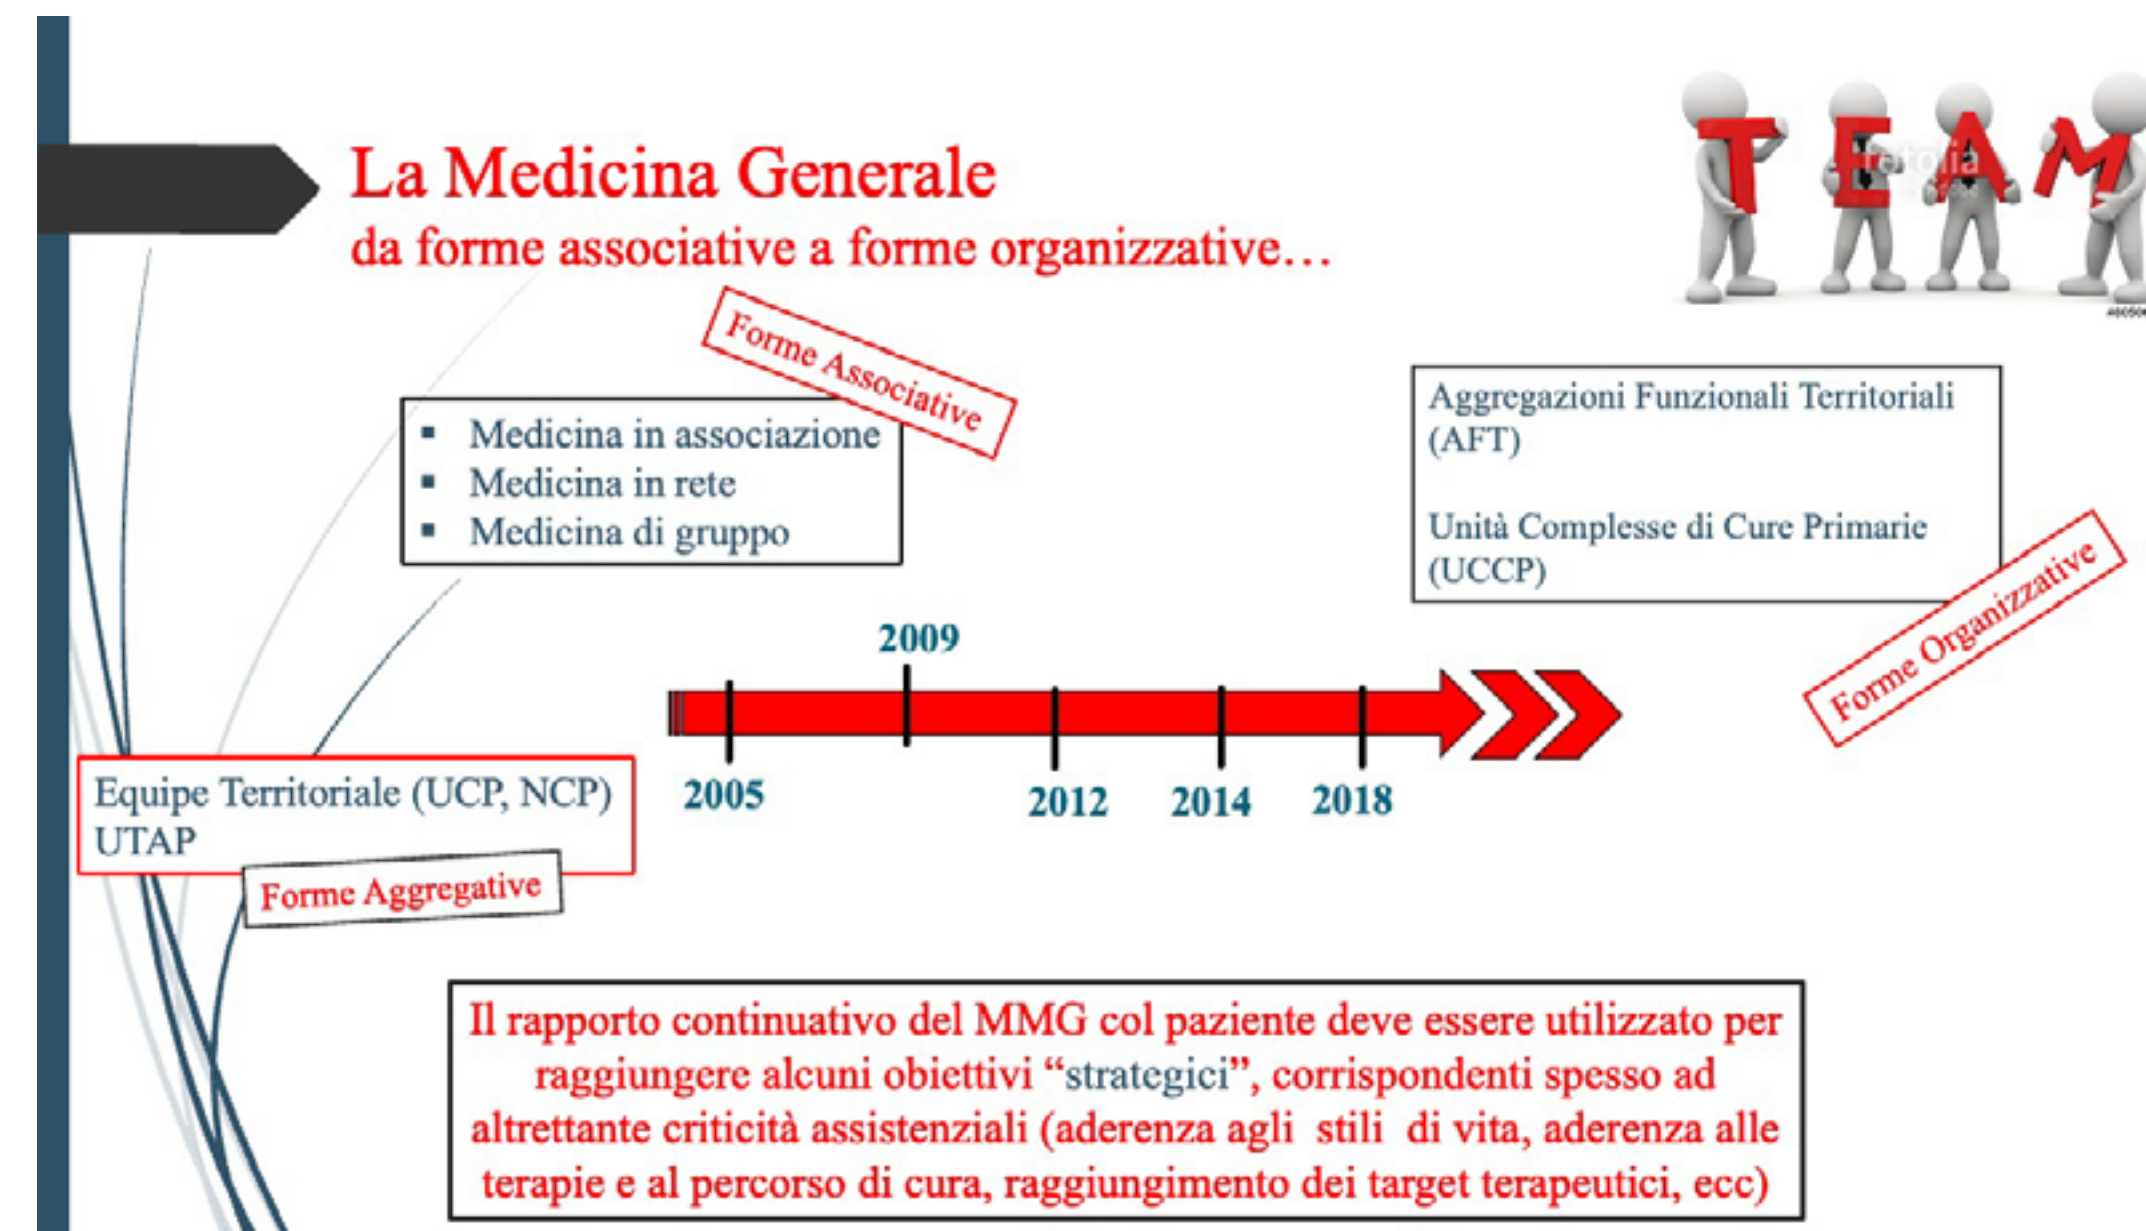 La Medicina Generale
da forme associative a forme organizzative…
TEAM
fotolia
Forme Associative
▪ Medicina in associazione
▪ Medicina in rete
▪ Medicina di gruppo
Aggregazioni Funzionali Territoriali
(AFT)
Unità Complesse di Cure Primarie
(UCCP)
Forme Organizzative
2009
2005
2012
2014
2018
Equipe Territoriale (UCP, NCP)
UTAP
Forme Aggregative
Il rapporto continuativo del MMG col paziente deve essere utilizzato per
raggiungere alcuni obiettivi “strategici”, corrispondenti spesso ad
altrettante criticità assistenziali (aderenza agli stili di vita, aderenza alle
terapie e al percorso di cura, raggiungimento dei target terapeutici, ecc)